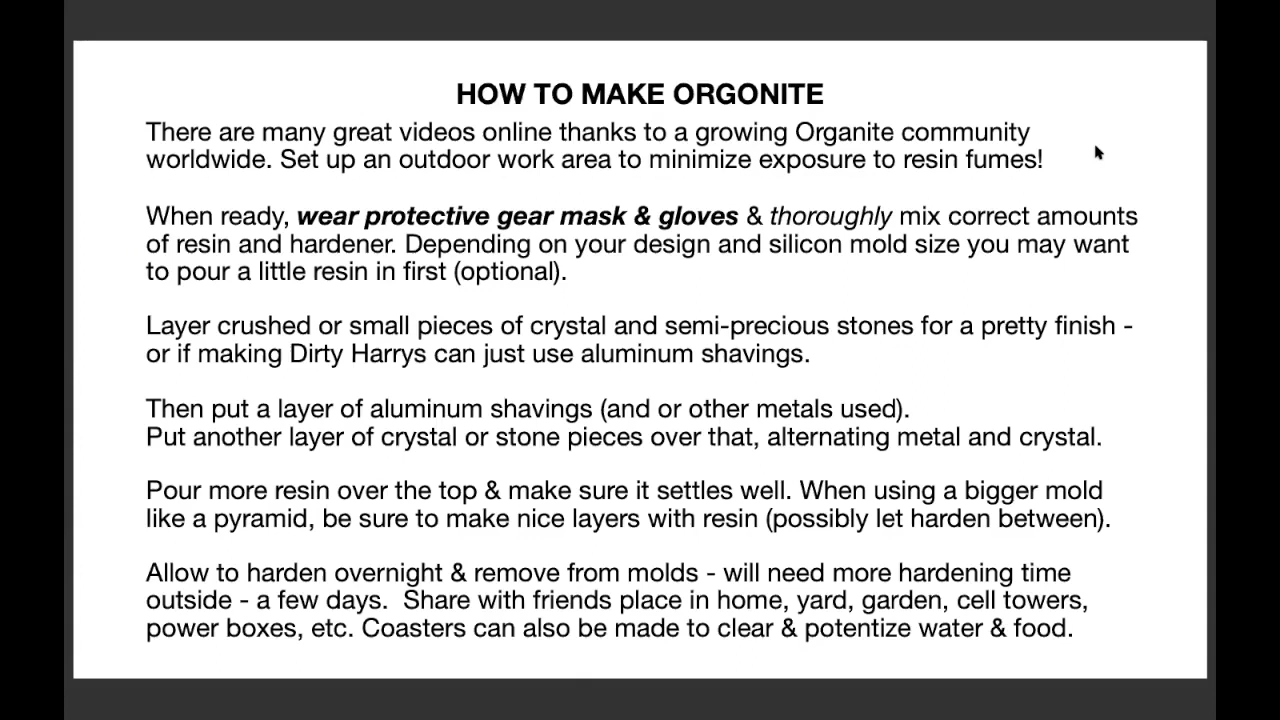 HOW TO MAKE ORGONITE
There are many great videos online thanks to a growing Organite community
worldwide. Set up an outdoor work area to minimize exposure to resin fumes!
When ready, wear protective gear mask & gloves & thoroughly mix correct amounts
of resin and hardener. Depending on your design and silicon mold size you may want
to pour a little resin in first (optional).
Layer crushed or small pieces of crystal and semi-precious stones for a pretty finish -
or if making Dirty Harrys can just use aluminum shavings.
Then put a layer of aluminum shavings (and or other metals used).
Put another layer of crystal or stone pieces over that, alternating metal and crystal.
Pour more resin over the top & make sure it settles well. When using a bigger mold
like a pyramid, be sure to make nice layers with resin (possibly let harden between).
Allow to harden overnight & remove from molds - will need more hardening time
outside - a few days.  Share with friends place in home, yard, garden, cell towers,
power boxes, etc. Coasters can also be made to clear & potentize water & food.